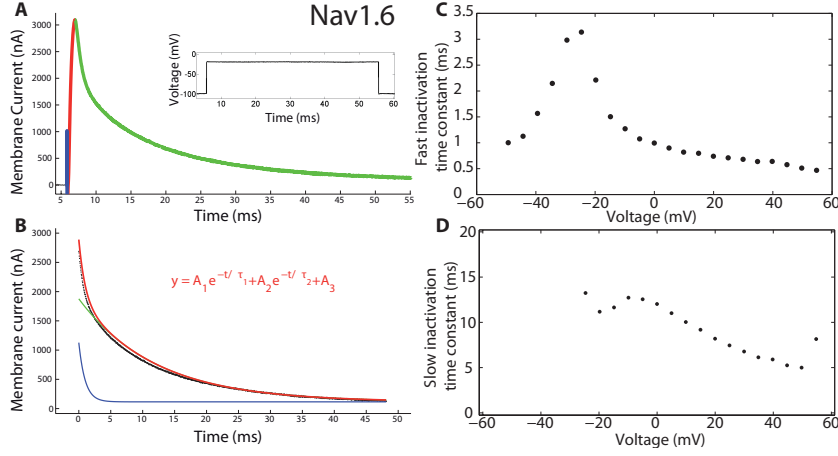 A
Nav1.6
Membrane Current (nA)
3000
2500
2000
1500
1000
500
0
5 10 15 20 25 30 35 40 45 50 55
Time (ms)
Voltage (mV)
0
−50
−100
10 20 30 40 50 60
Time (ms)
B
Membrane current (nA)
3000
2500
2000
1500
1000
500
0
y = A1e−t/ τ1+A2e−t/ τ2+A3
0 10 20 30 40 50
Time (ms)
C
Fast inactivation
time constant (ms)
3.5
3
2.5
2
1.5
1
0.5
0
−60 −40 −20 0 20 40 60
Voltage (mV)
D
Slow inactivation
time constant (ms)
20
15
10
5
0
−60 −40 −20 0 20 40 60
Voltage (mV)